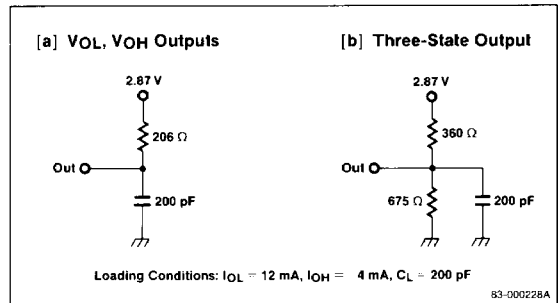 [a] VOL, VOH Outputs
2.87 V
206 Ω
Out
200 pF
[b] Three-State Output
2.87 V
360 Ω
Out
675 Ω
200 pF
Loading Conditions: IOL = 12 mA, IOH = 4 mA, CL = 200 pF
83-000228A